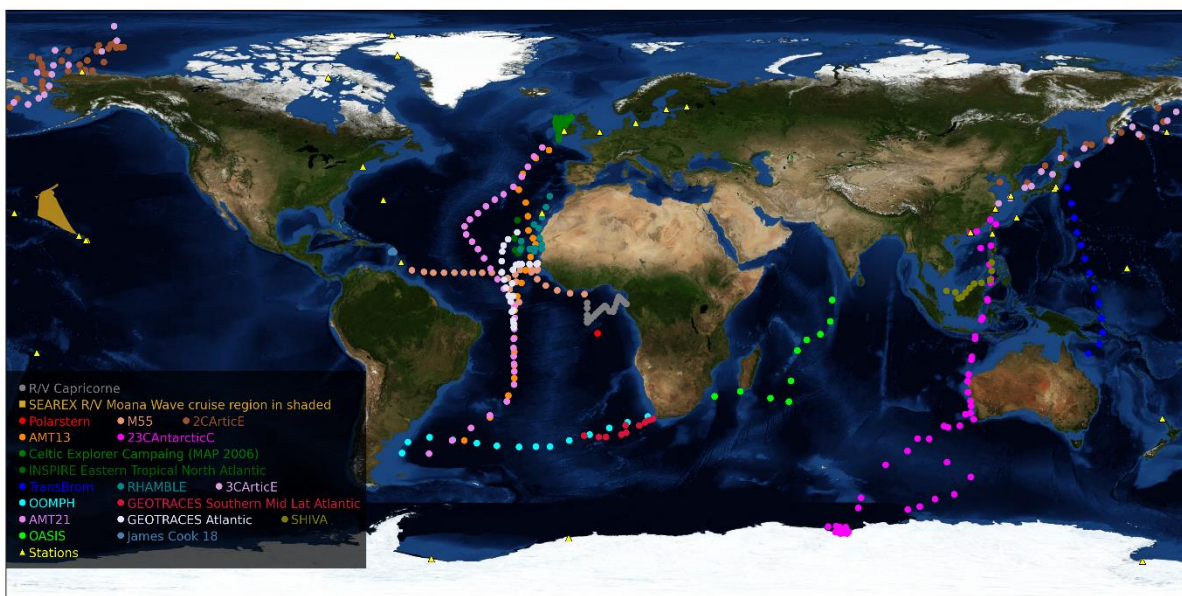 R/V Capricorne
SEAREX R/V Moana Wave cruise region in shaded
Polarstern M55 2CArticE
AMT13 23CAntarcticC
Celtic Explorer Campaing (MAP 2006)
INSPIRE Eastern Tropical North Atlantic
TransBrom RHAMBLE 3CArticE
OOMPH GEOTRACES Southern Mid Lat Atlantic
AMT21 GEOTRACES Atlantic SHIVA
OASIS James Cook 18
Stations